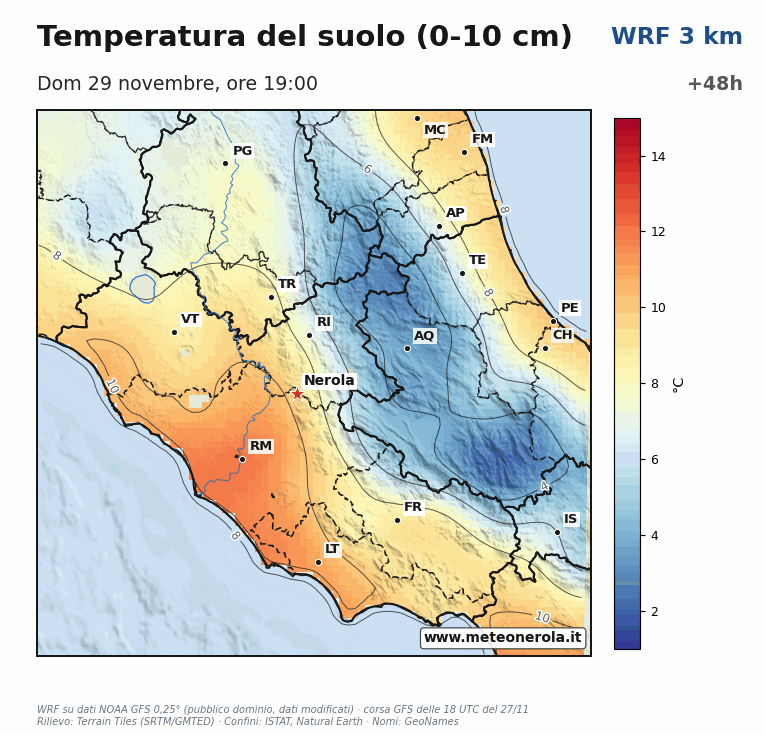 Temperatura del suolo (0-10 cm)
WRF 3 km
Dom 29 novembre, ore 19:00
+48h
MC
FM
PG
6
14
8
AP
12
8
TE
TR
8
10
PE
VT
RI
AQ
CH
°C
Nerola
8
10
RM
6
4
FR
IS
8
4
LT
10
2
www.meteonerola.it
WRF su dati NOAA GFS 0,25° (pubblico dominio, dati modificati) · corsa GFS delle 18 UTC del 27/11
Rilievo: Terrain Tiles (SRTM/GMTED) · Confini: ISTAT, Natural Earth · Nomi: GeoNames